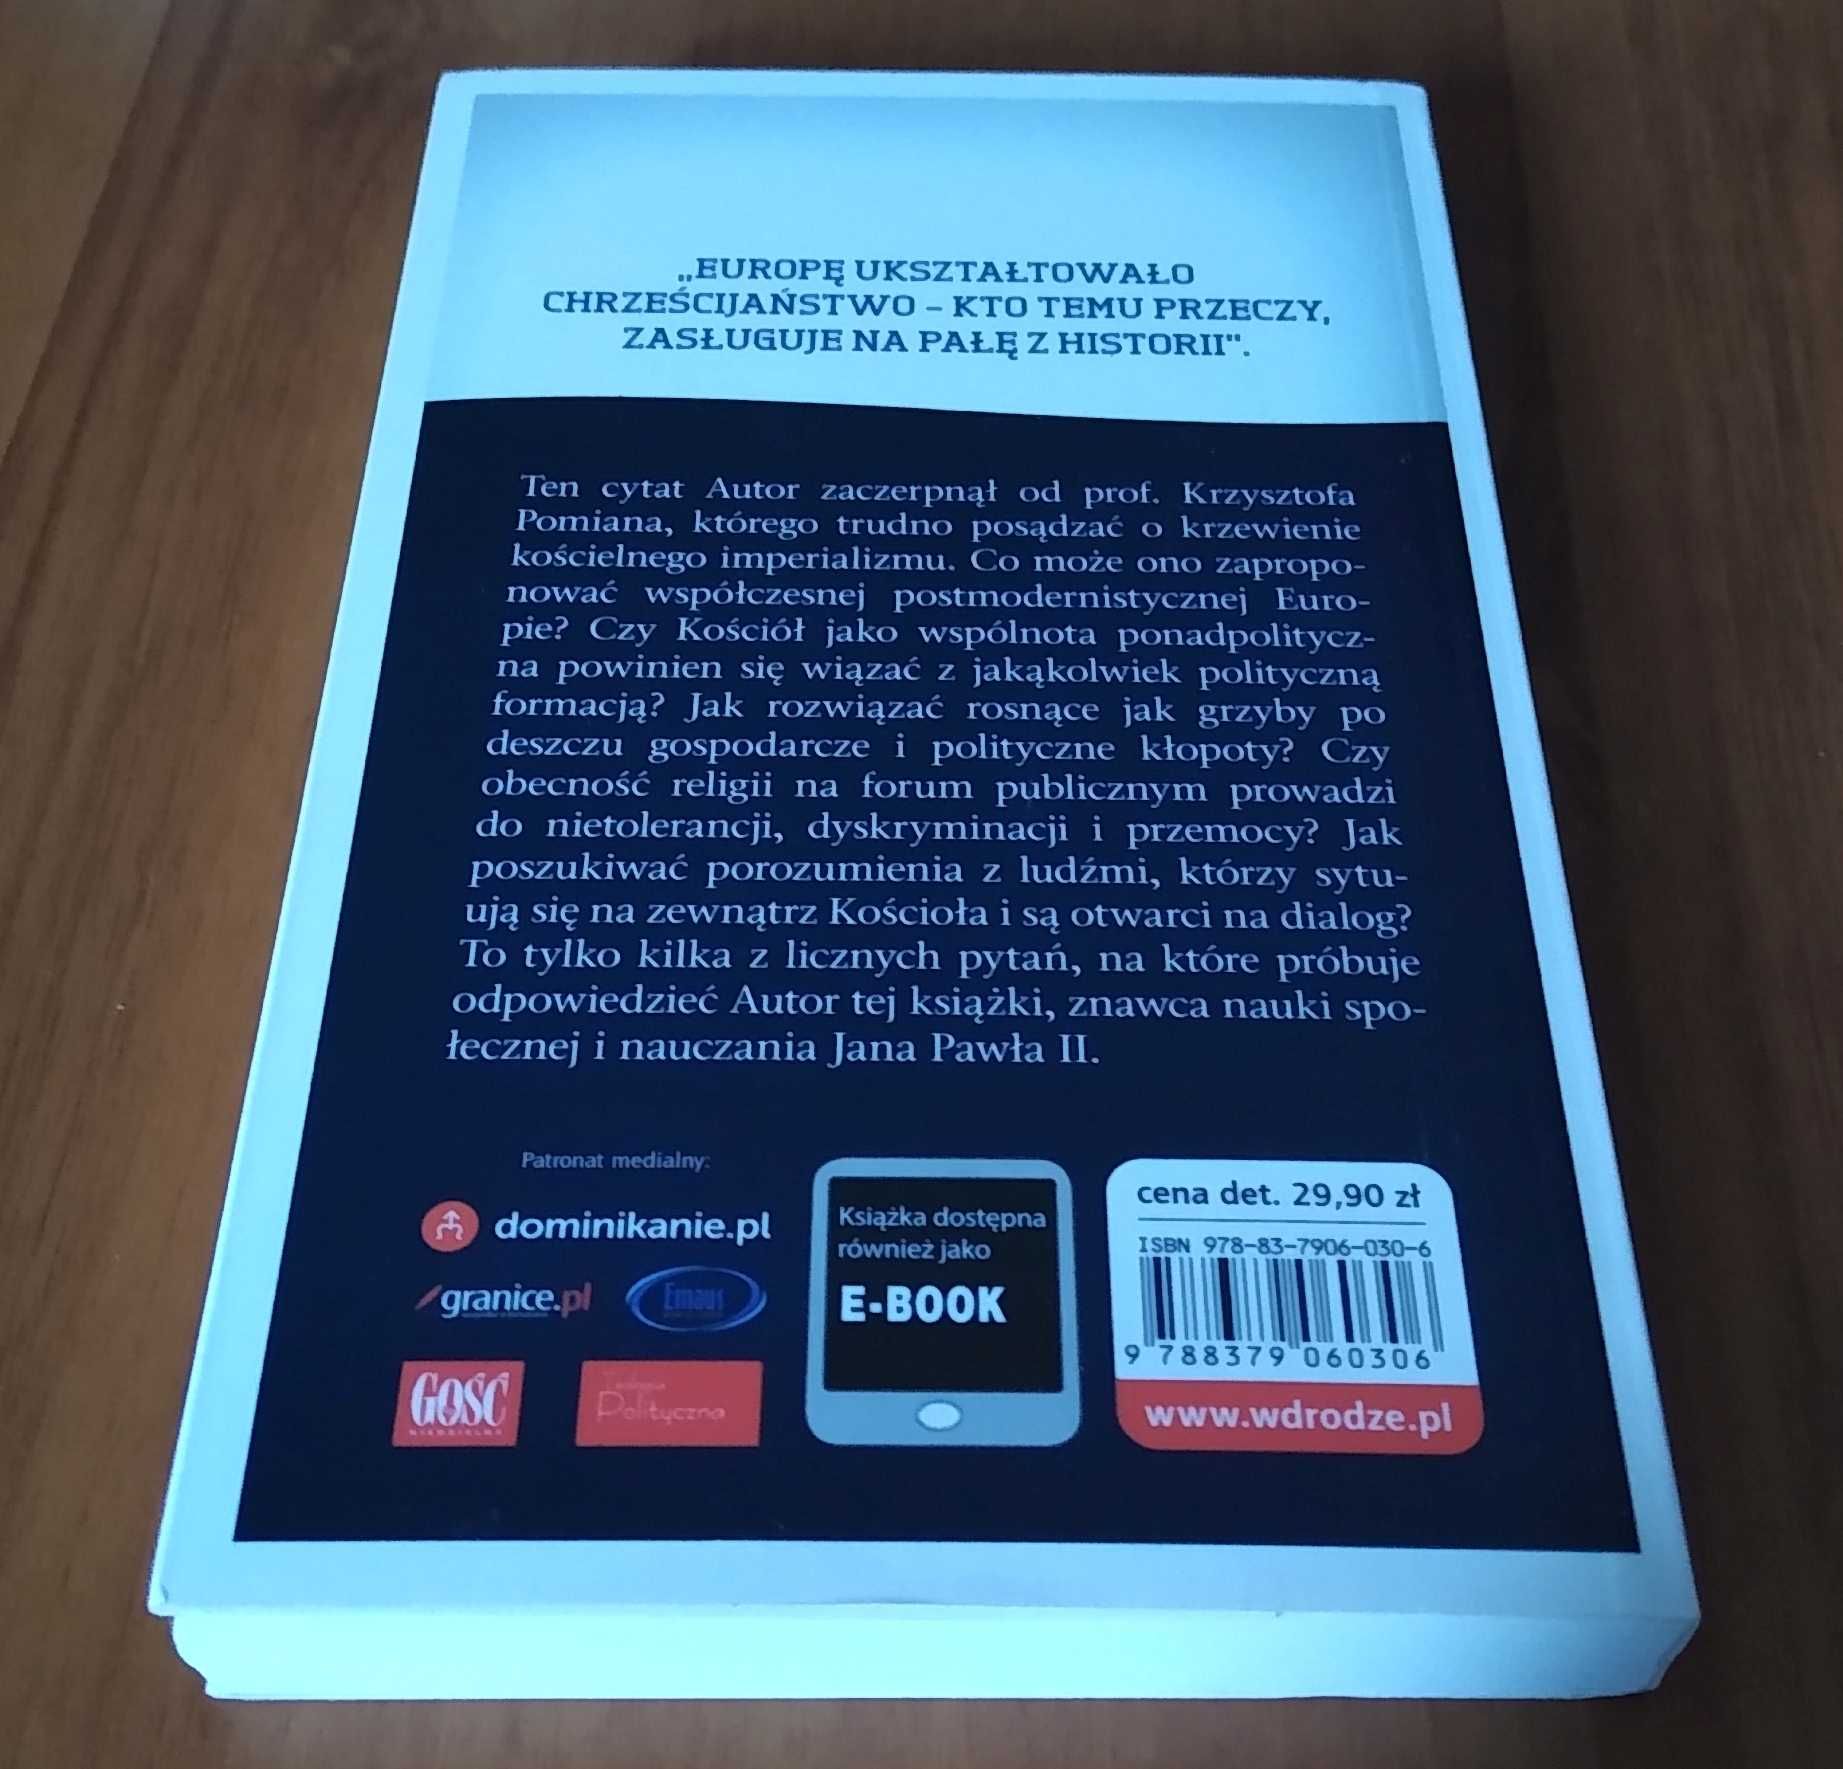 „EUROPĘ UKSZTAŁTOWAŁO
CHRZEŚCIJAŃSTWO – KTO TEMU PRZECZY,
ZASŁUGUJE NA PAŁĘ Z HISTORII".
Ten cytat Autor zaczerpnął od prof. Krzysztofa
Pomiana, którego trudno posądzać o krzewienie
kościelnego imperializmu. Co może ono zapropo-
nować współczesnej postmodernistycznej Euro-
pie? Czy Kościół jako wspólnota ponadpolitycz-
na powinien się wiązać z jakąkolwiek polityczną
formacją? Jak rozwiązać rosnące jak grzyby po
deszczu gospodarcze i polityczne kłopoty? Czy
obecność religii na forum publicznym prowadzi
do nietolerancji, dyskryminacji i przemocy? Jak
poszukiwać porozumienia z ludźmi, którzy sytu-
ują się na zewnątrz Kościoła i są otwarci na dialog?
To tylko kilka z licznych pytań, na które próbuje
odpowiedzieć Autor tej książki, znawca nauki spo-
łecznej i nauczania Jana Pawła II.
Patronat medialny:
dominikanie.pl
granice.pl
Emaus
GOŚĆ
NIEDZIELNY
Teologia
Polityczna
Książka dostępna
również jako
E-BOOK
cena det. 29,90 zł
ISBN 978-83-7906-030-6
9 788379 060306
www.wdrodze.pl